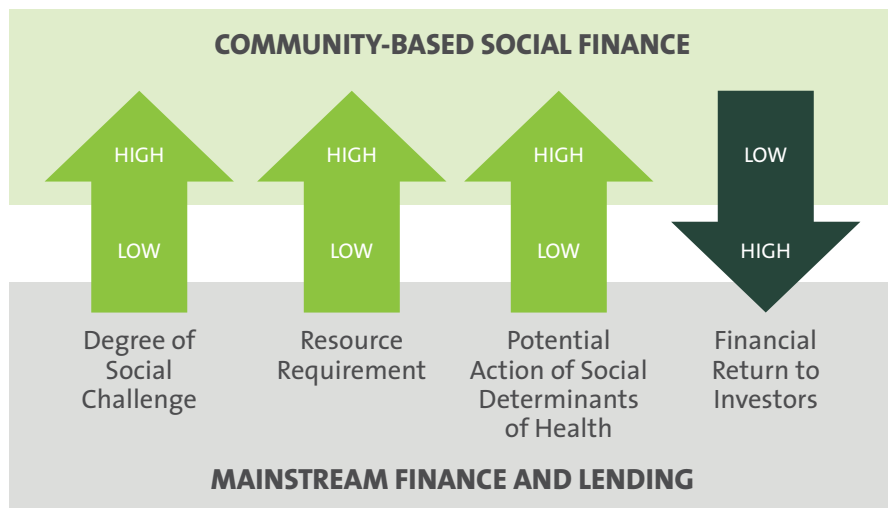 COMMUNITY-BASED SOCIAL FINANCE
HIGH
LOW
HIGH
LOW
HIGH
LOW
LOW
HIGH
Degree of
Social
Challenge
Resource
Requirement
Potential
Action of Social
Determinants
of Health
Financial
Return to
Investors
MAINSTREAM FINANCE AND LENDING